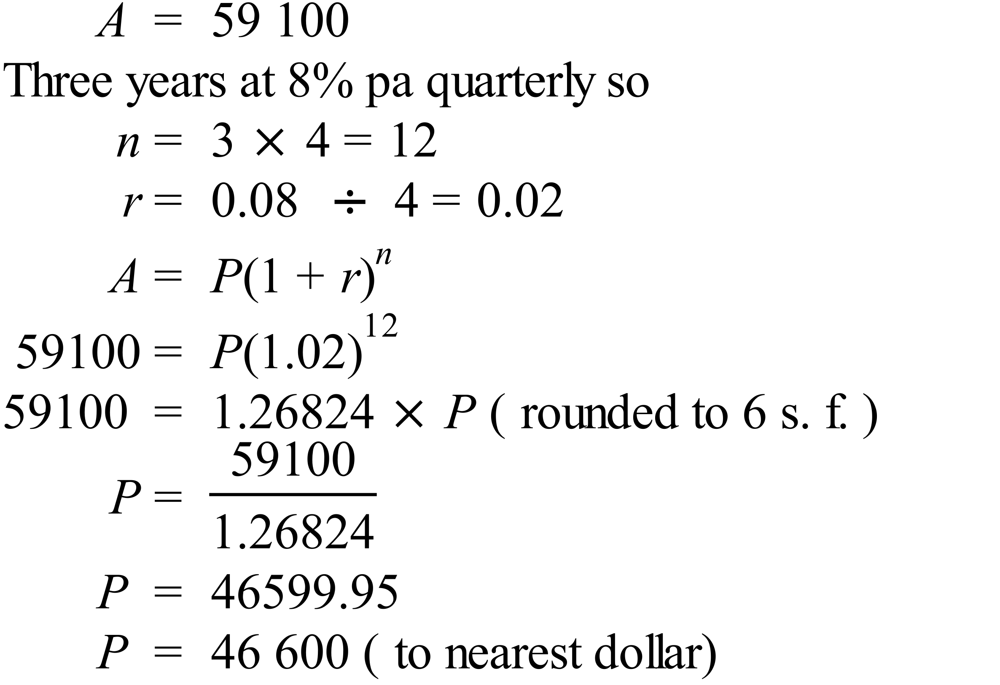 A = 59 100
Three years at 8% pa quarterly so
n = 3 × 4 = 12
r = 0.08 ÷ 4 = 0.02
A = P(1 + r)^n
59100 = P(1.02)^12
59100 = 1.26824 × P ( rounded to 6 s. f. )
P = 59100 / 1.26824
P = 46599.95
P = 46 600 ( to nearest dollar)